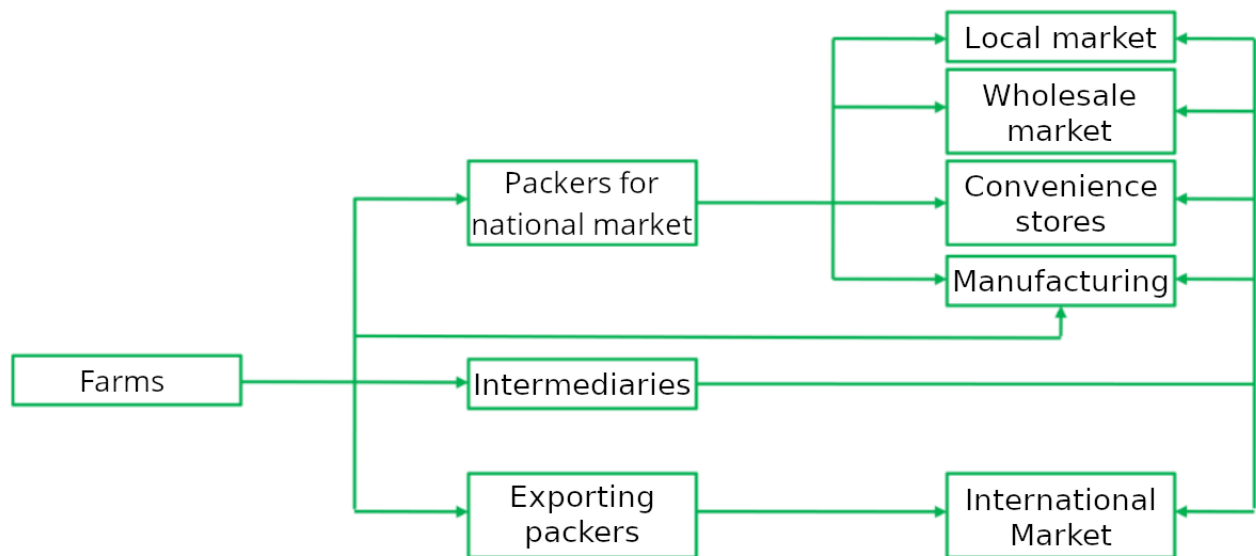 Local market
Wholesale
market
Packers for
national market
Convenience
stores
Manufacturing
Farms
Intermediaries
Exporting
packers
International
Market